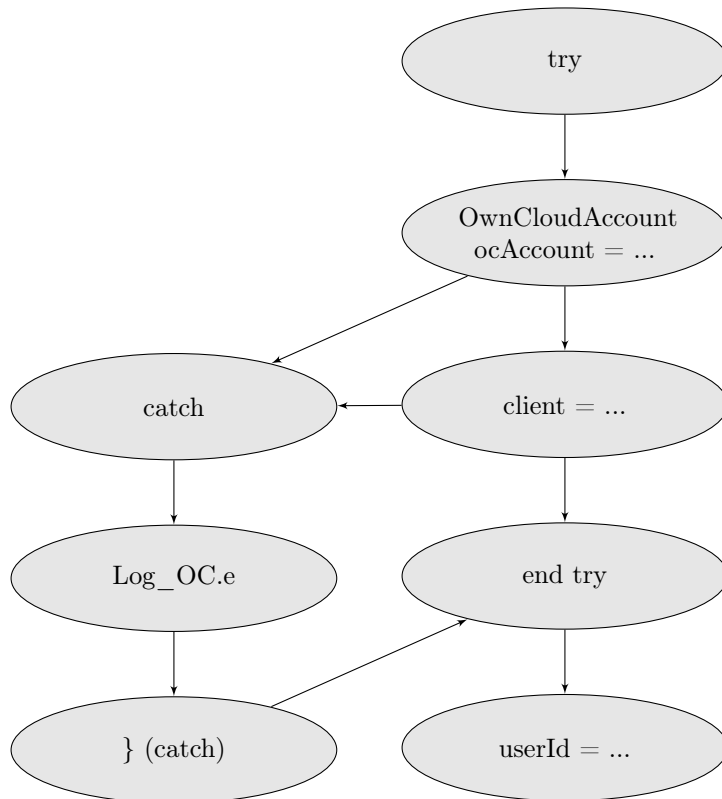 try
OwnCloudAccount
ocAccount = ...
catch
client = ...
Log_OC.e
end try
} (catch)
userId = ...